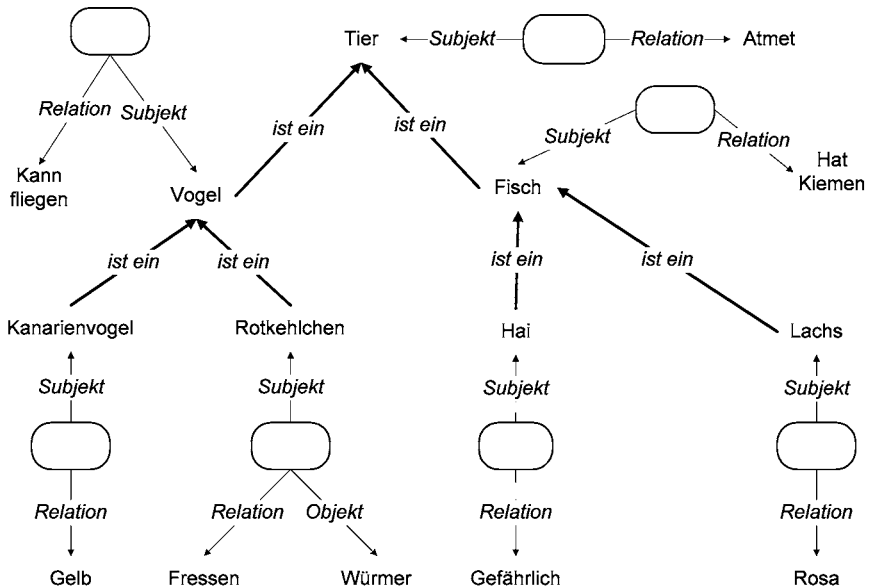 Tier
Subjekt
Relation
Atmet
Relation
Subjekt
ist ein
ist ein
Subjekt
Relation
Kann
fliegen
Vogel
Fisch
Hat
Kiemen
ist ein
ist ein
ist ein
ist ein
Kanarienvogel
Rotkehlchen
Hai
Lachs
Subjekt
Subjekt
Subjekt
Subjekt
Relation
Relation
Objekt
Relation
Relation
Gelb
Fressen
Würmer
Gefährlich
Rosa